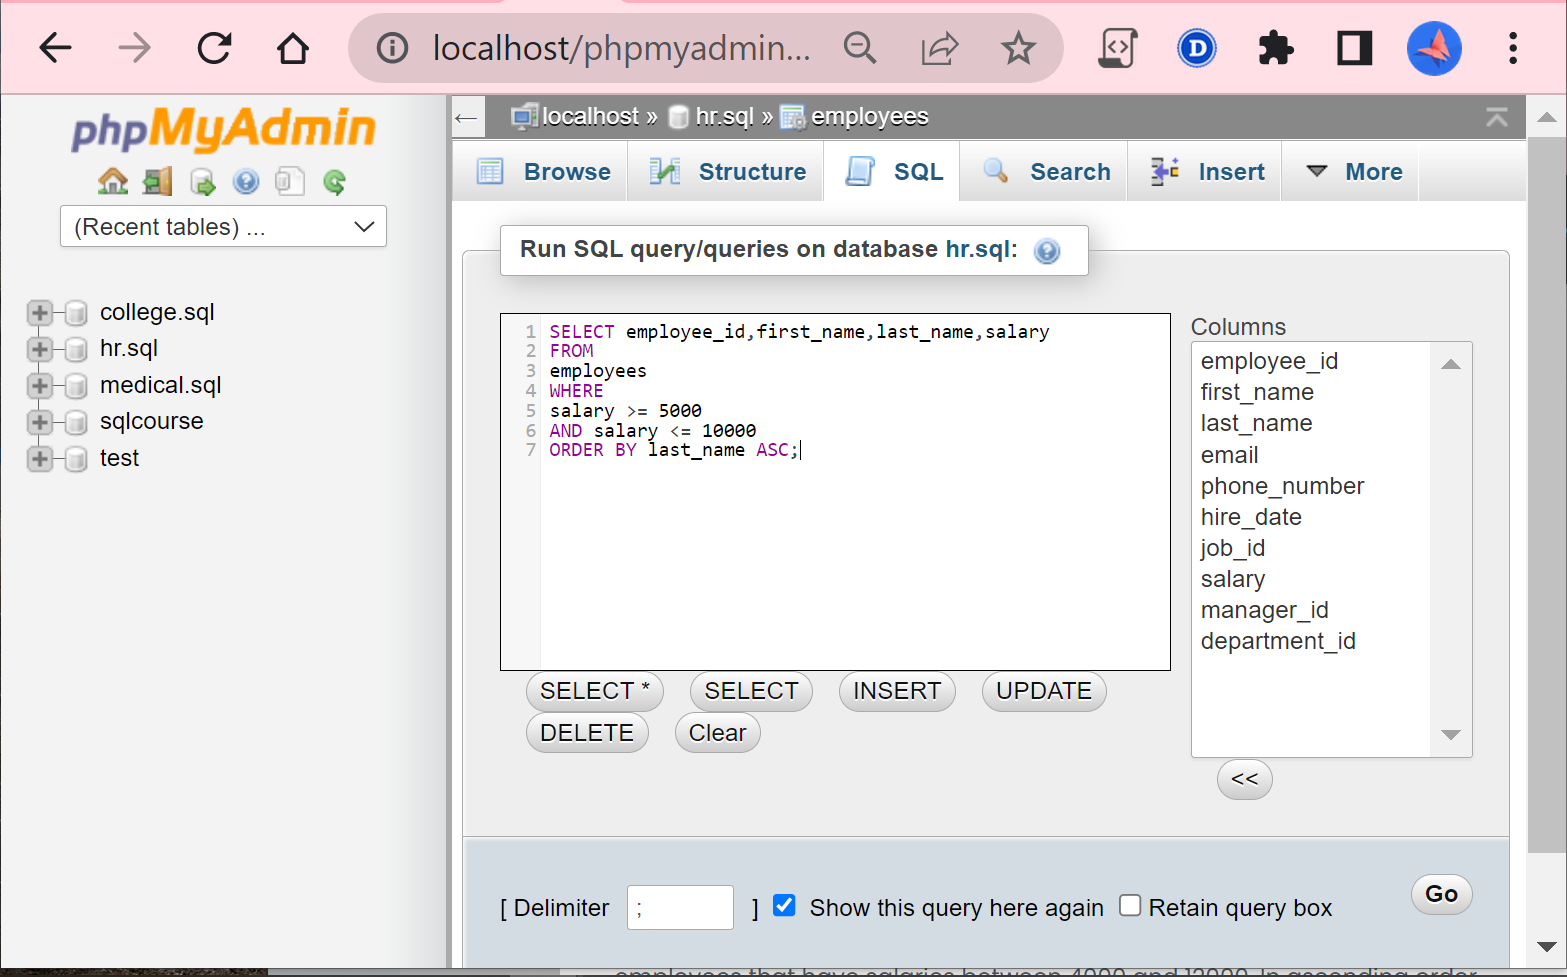 localhost/phpmyadmin...
phpMyAdmin
(Recent tables) ...
college.sql
hr.sql
medical.sql
sqlcourse
test
localhost » hr.sql » employees
Browse Structure SQL Search Insert More
Run SQL query/queries on database hr.sql:
1 SELECT employee_id,first_name,last_name,salary
2 FROM
3 employees
4 WHERE
5 salary >= 5000
6 AND salary <= 10000
7 ORDER BY last_name ASC;
SELECT * SELECT INSERT UPDATE
DELETE Clear
Columns
employee_id
first_name
last_name
email
phone_number
hire_date
job_id
salary
manager_id
department_id
<<
[ Delimiter ; ] Show this query here again Retain query box Go